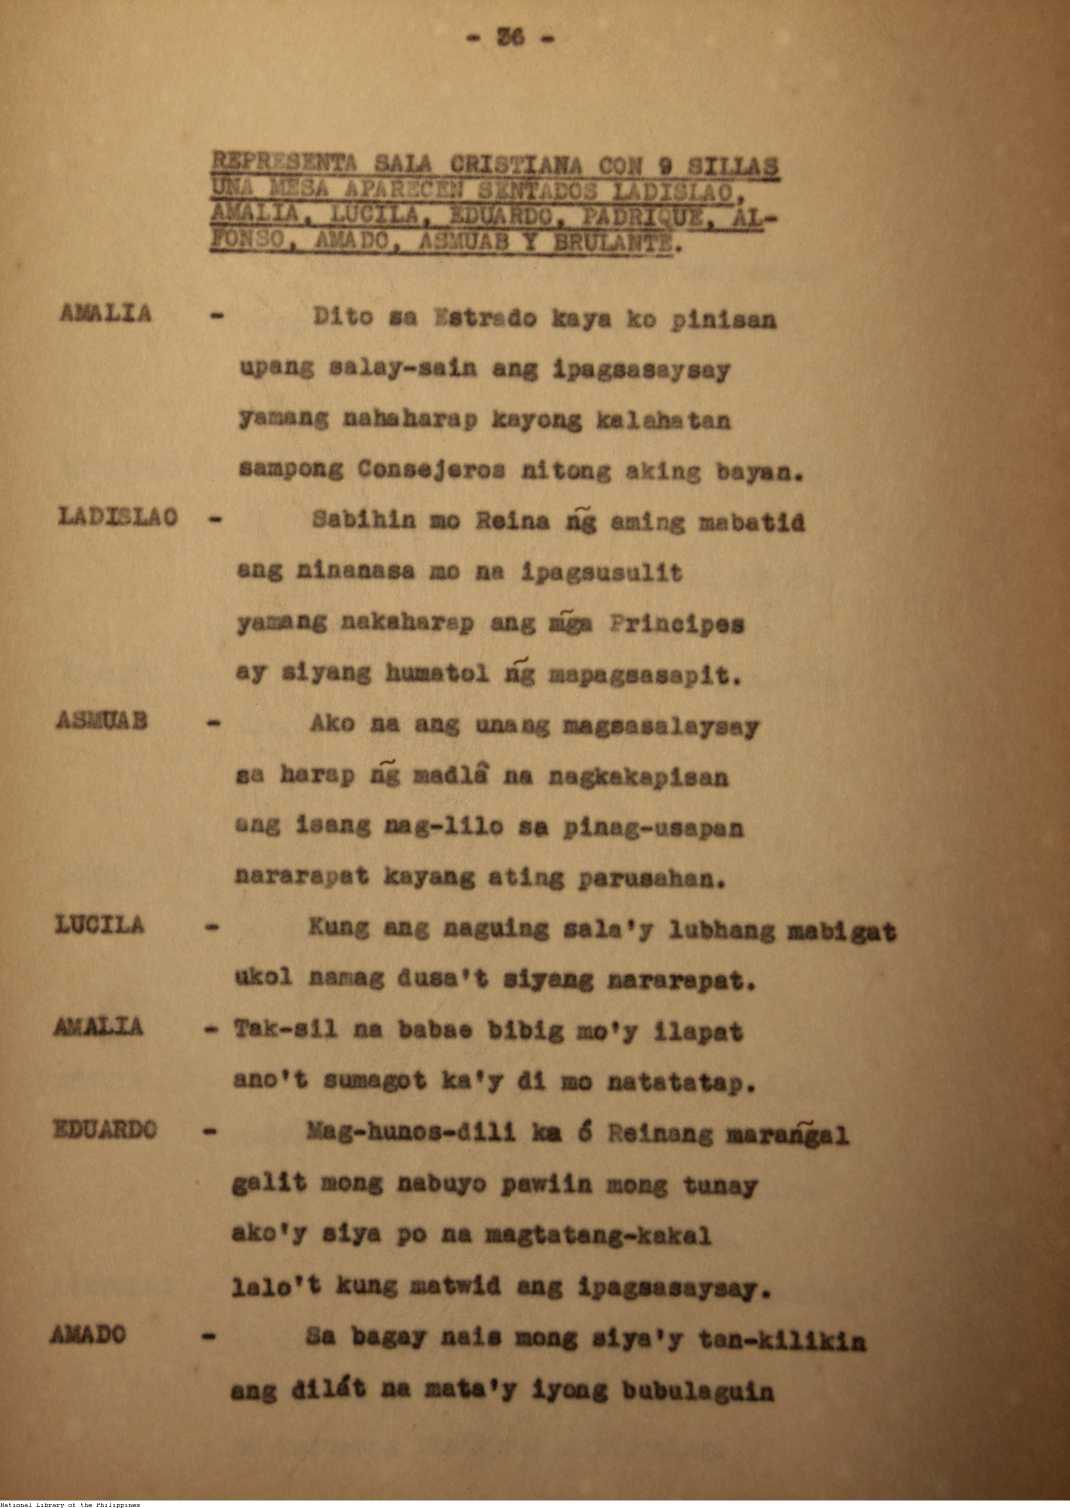 - 36 -
REPRESENTA SALA CRISTIANA CON 9 SILLAS
UNA MESA APARECEN SENTADOS LADISLAO,
AMALIA, LUCILA, EDUARDO, PADRIQUE, AL-
FONSO, AMADO, ASMUAB Y BRULANTE.
AMALIA - Dito sa Estrado kaya ko pinisan
upang salay-sain ang ipagsasaysay
yamang nahaharap kayong kalahatan
sampong Consejeros nitong aking bayan.
LADISLAO - Sabihin mo Reina n͠g aming mabatid
ang ninanasa mo na ipagsusulit
yamang nakaharap ang m͠ga Principes
ay siyang humatol n͠g mapagsasapit.
ASMUAB - Ako na ang unang magsasalaysay
sa harap n͠g madlâ na nagkakapisan
ang isang nag-lilo sa pinag-usapan
nararapat kayang ating parusahan.
LUCILA - Kung ang naguing sala'y lubhang mabigat
ukol namag dusa't siyang nararapat.
AMALIA - Tak-sil na babae bibig mo'y ilapat
ano't sumagot ka'y di mo natatatap.
EDUARDO - Mag-hunos-dili ka ó Reinang maran͠gal
galit mong nabuyo pawiin mong tunay
ako'y siya po na magtatang-kakal
lalo't kung matwid ang ipagsasaysay.
AMADO - Sa bagay nais mong siya'y tan-kilikin
ang dilát na mata'y iyong bubulaguin
National Library of the Philippines